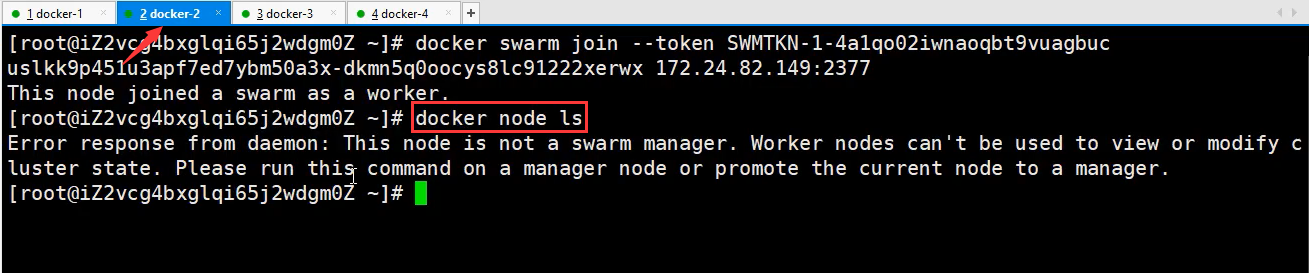 1 docker-1 2 docker-2 3 docker-3 4 docker-4
[root@iZ2vcg4bxglqi65j2wdgm0Z ~]# docker swarm join --token SWMTKN-1-4a1qo02iwnaoqbt9vuagbuc
uslkk9p451u3apf7ed7ybm50a3x-dkmn5q0oocys8lc91222xerwx 172.24.82.149:2377
This node joined a swarm as a worker.
[root@iZ2vcg4bxglqi65j2wdgm0Z ~]# docker node ls
Error response from daemon: This node is not a swarm manager. Worker nodes can't be used to view or modify c
luster state. Please run this command on a manager node or promote the current node to a manager.
[root@iZ2vcg4bxglqi65j2wdgm0Z ~]#